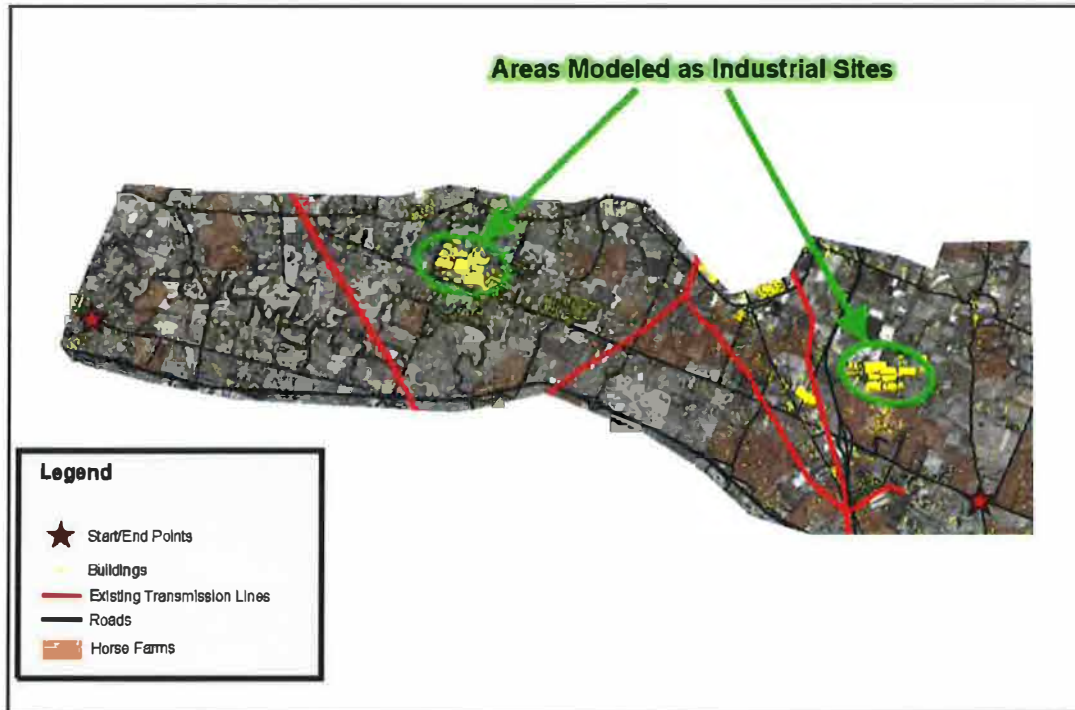 Areas Modeled as Industrial Sites
Legend
Start/End Points
Buildings
Existing Transmission Lines
Roads
Horse Farms